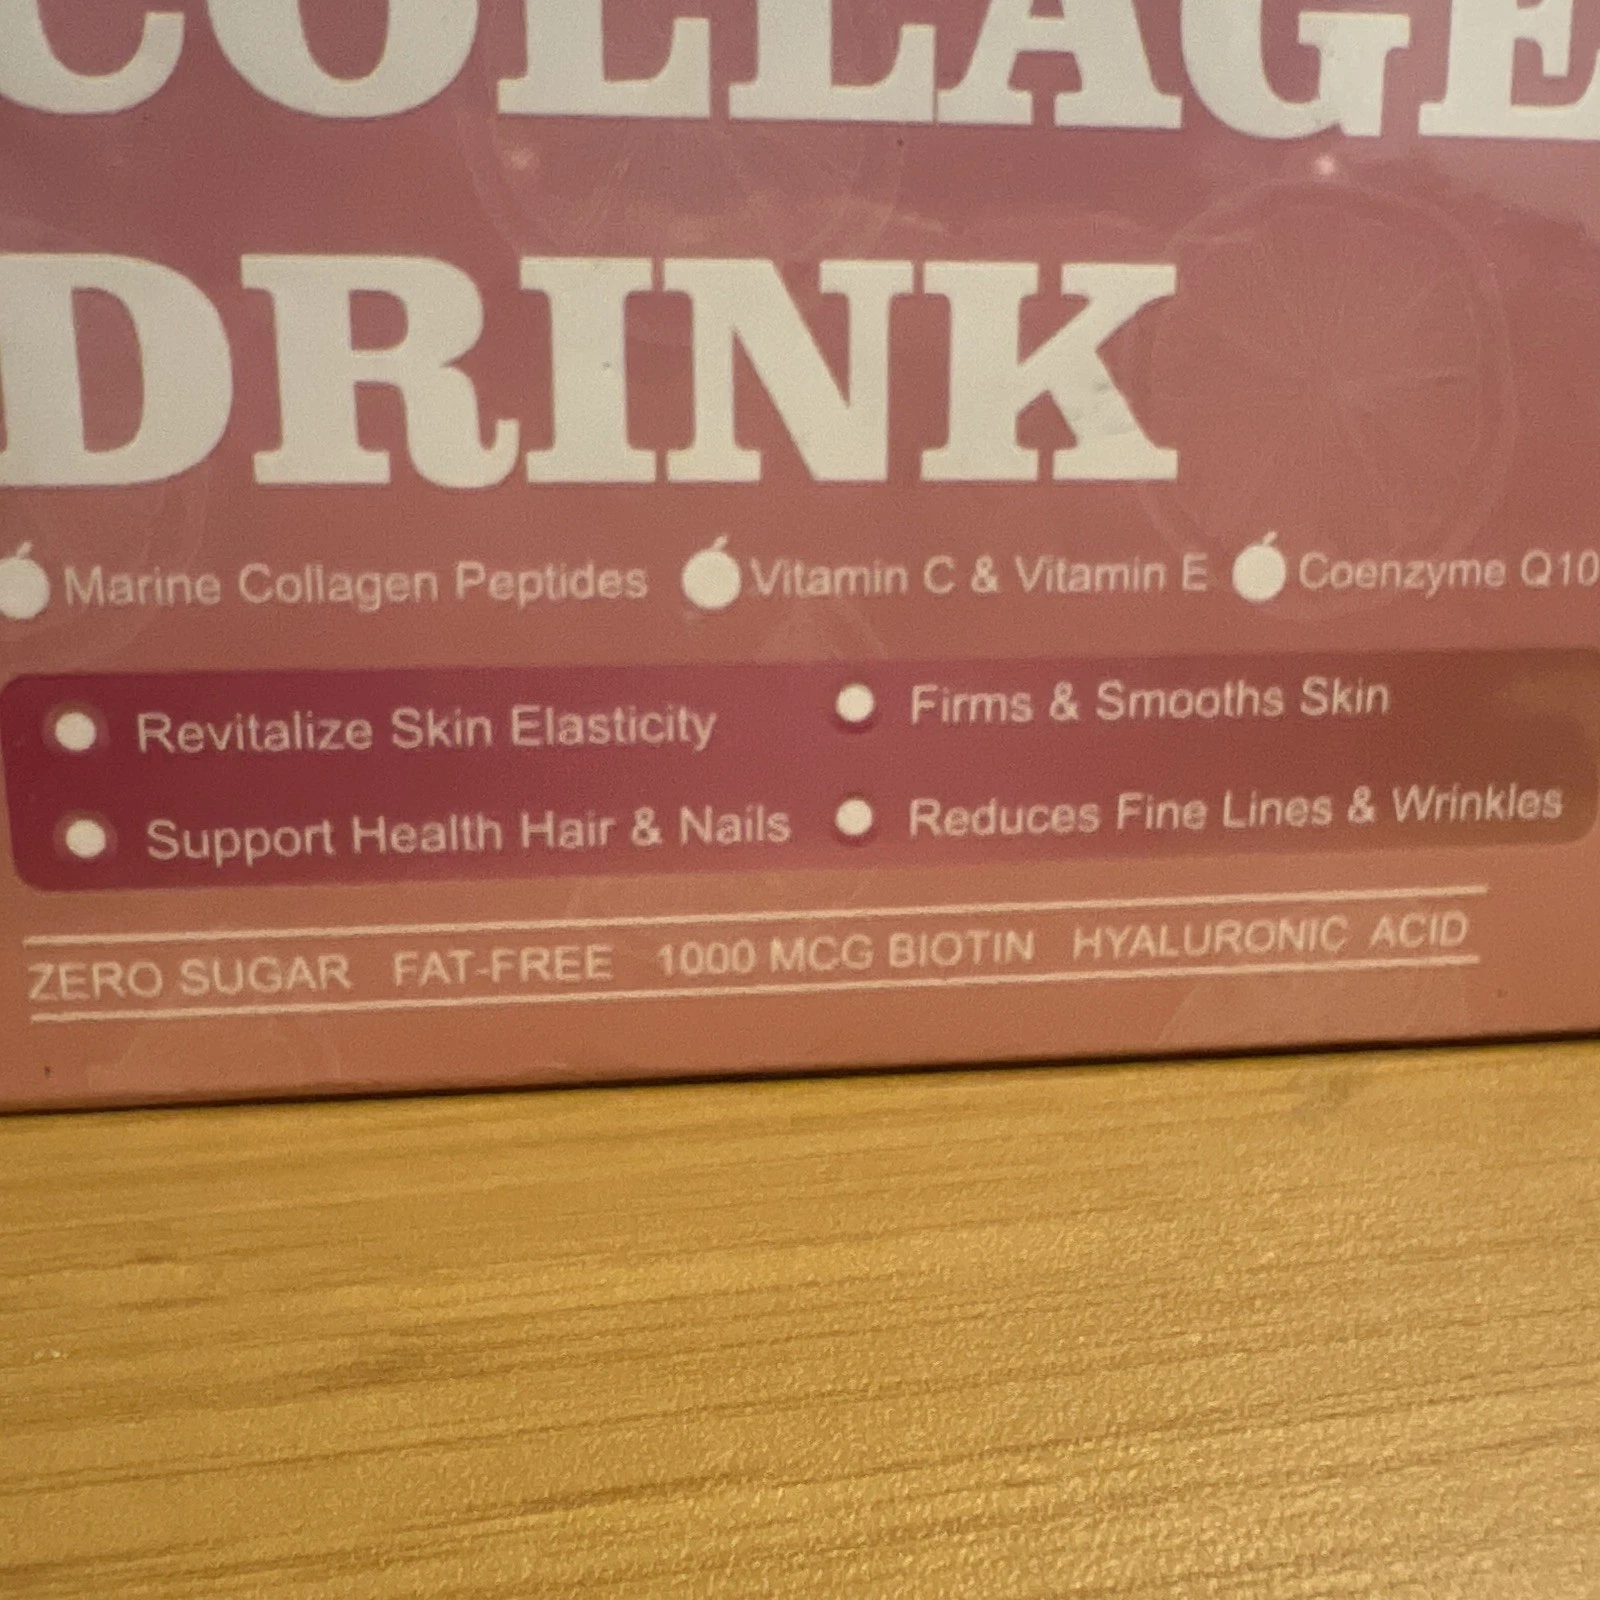 COLLAGE
DRINK
Marine Collagen Peptides Vitamin C & Vitamin E Coenzyme Q10
Revitalize Skin Elasticity Firms & Smooths Skin
Support Health Hair & Nails Reduces Fine Lines & Wrinkles
ZERO SUGAR FAT-FREE 1000 MCG BIOTIN HYALURONIC ACID